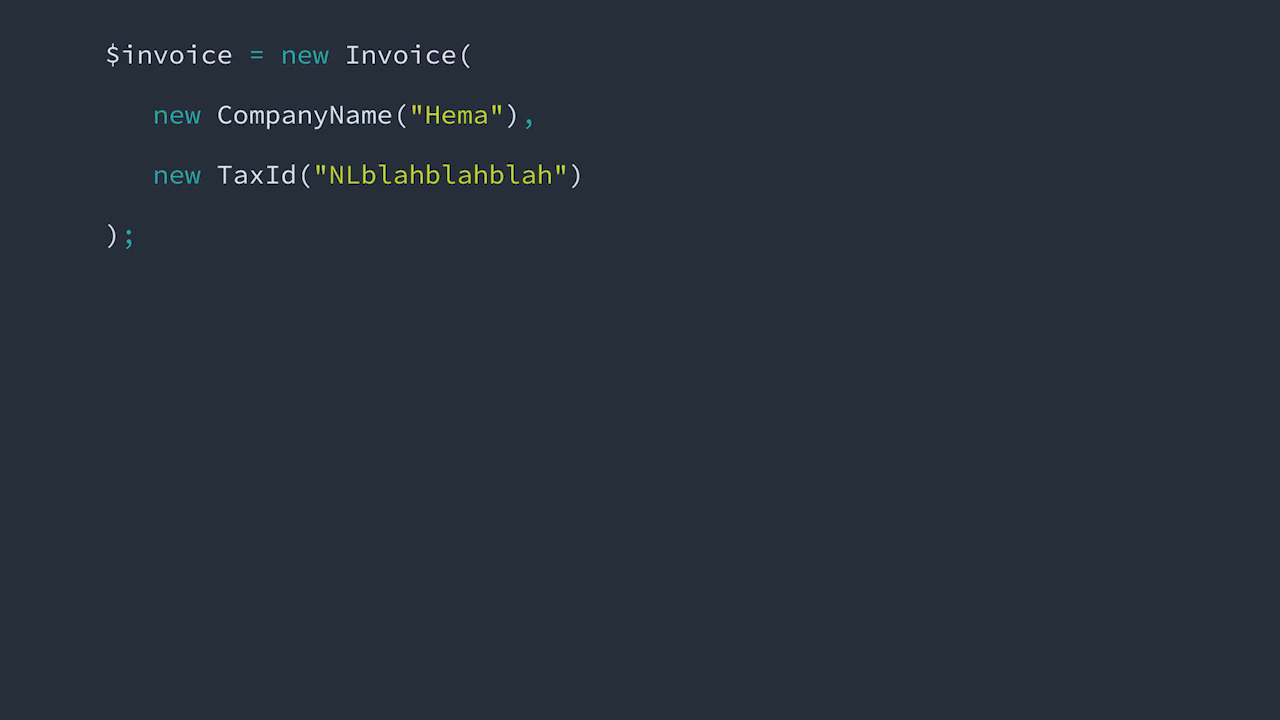 $invoice = new Invoice(
new CompanyName("Hema"),
new TaxId("NLblahblahblah")
);